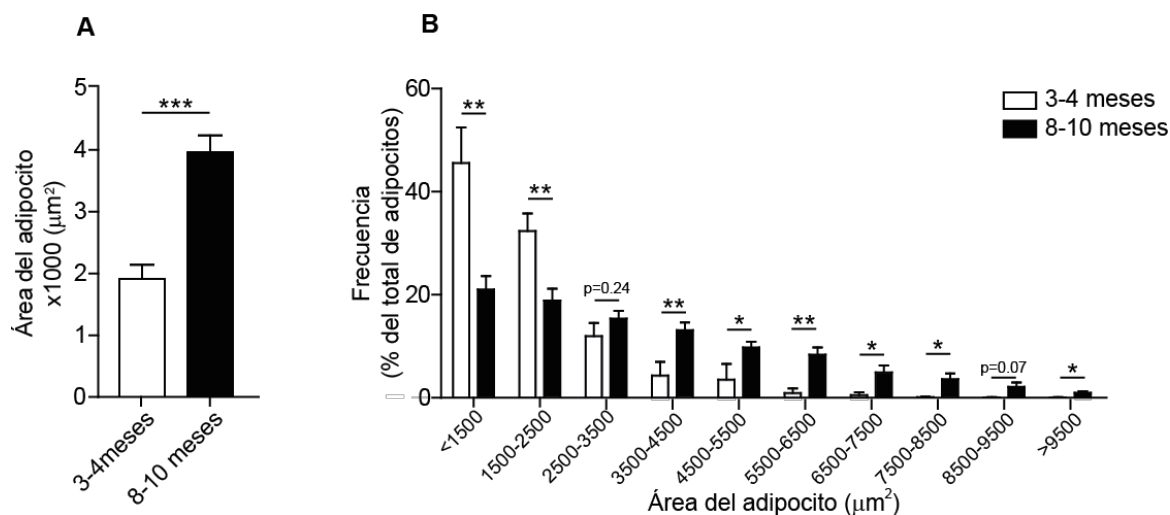 A
Área del adipocito
x1000 (μm²)
5
4
3
2
1
0
***
3-4meses
8-10 meses
B
Frecuencia
(% del total de adipocitos)
60
40
20
0
**
**
p=0.24
**
*
**
*
*
p=0.07
*
3-4 meses
8-10 meses
<1500
1500-2500
2500-3500
3500-4500
4500-5500
5500-6500
6500-7500
7500-8500
8500-9500
>9500
Área del adipocito (μm²)